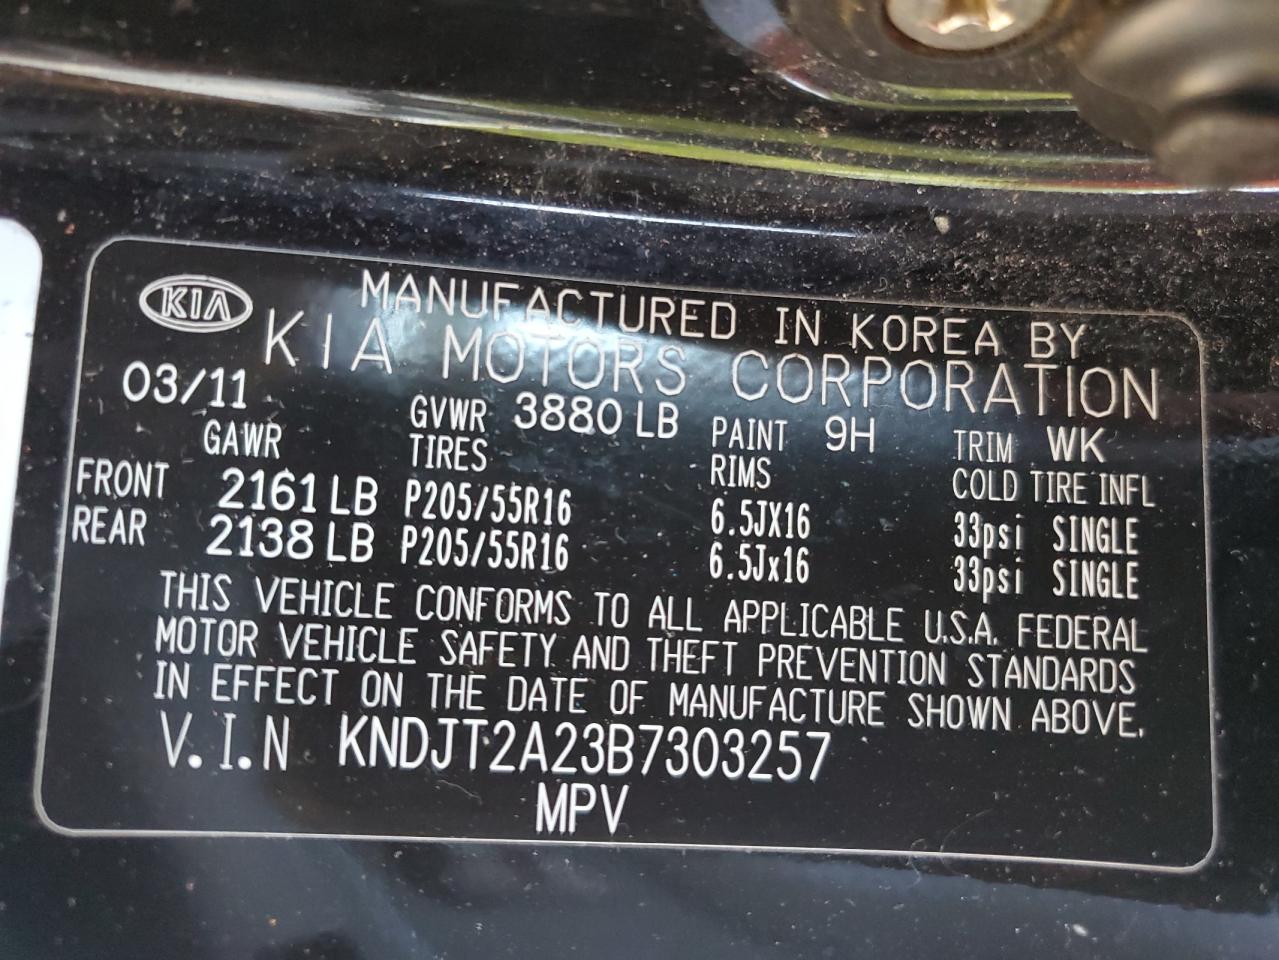 KIA
MANUFACTURED IN KOREA BY
KIA MOTORS CORPORATION
03/11 GVWR 3880 LB PAINT 9H TRIM WK
GAWR TIRES RIMS COLD TIRE INFL
FRONT 2161 LB P205/55R16 6.5JX16 33psi SINGLE
REAR 2138 LB P205/55R16 6.5Jx16 33psi SINGLE
THIS VEHICLE CONFORMS TO ALL APPLICABLE U.S.A. FEDERAL
MOTOR VEHICLE SAFETY AND THEFT PREVENTION STANDARDS
IN EFFECT ON THE DATE OF MANUFACTURE SHOWN ABOVE.
V.I.N KNDJT2A23B7303257
MPV